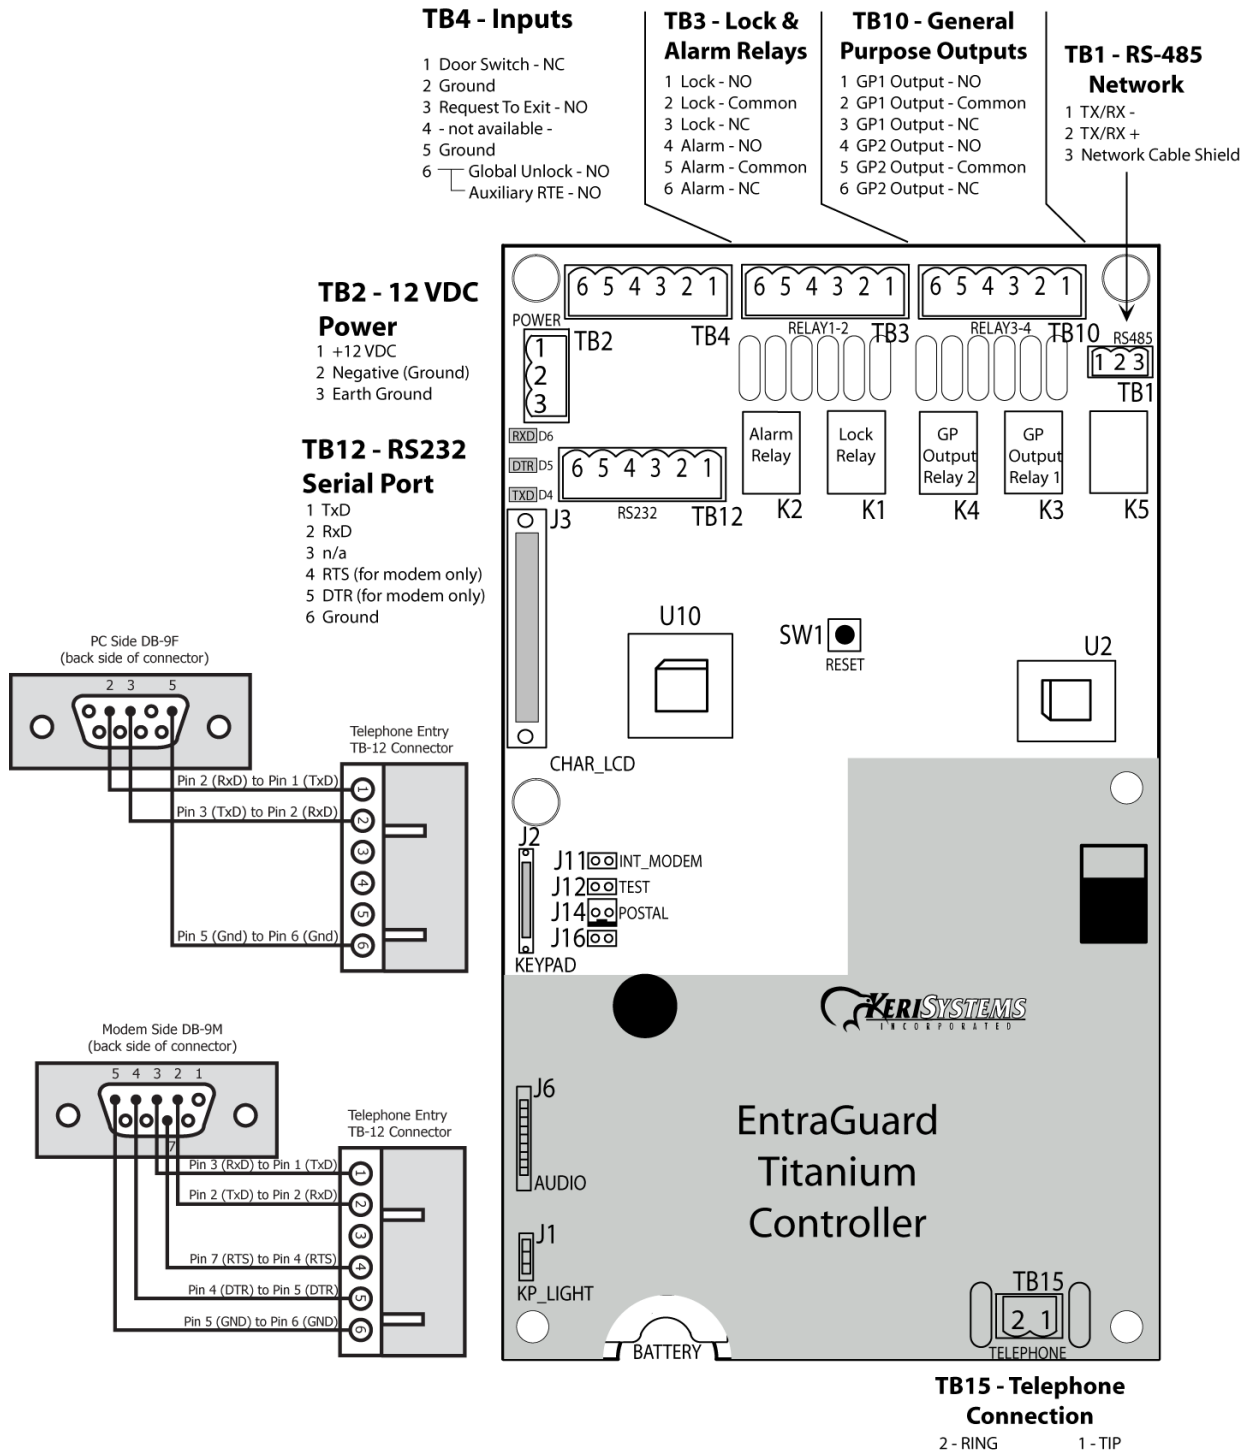 TB4 - Inputs
1 Door Switch - NC
2 Ground
3 Request To Exit - NO
4 - not available -
5 Ground
6 Global Unlock - NO
Auxiliary RTE - NO
TB3 - Lock &
Alarm Relays
1 Lock - NO
2 Lock - Common
3 Lock - NC
4 Alarm - NO
5 Alarm - Common
6 Alarm - NC
TB10 - General
Purpose Outputs
1 GP1 Output - NO
2 GP1 Output - Common
3 GP1 Output - NC
4 GP2 Output - NO
5 GP2 Output - Common
6 GP2 Output - NC
TB1 - RS-485
Network
1 TX/RX -
2 TX/RX +
3 Network Cable Shield
TB2 - 12 VDC
Power
1 +12 VDC
2 Negative (Ground)
3 Earth Ground
TB12 - RS232
Serial Port
1 TxD
2 RxD
3 n/a
4 RTS (for modem only)
5 DTR (for modem only)
6 Ground
6 5 4 3 2 1
TB4
6 5 4 3 2 1
RELAY1-2
TB3
6 5 4 3 2 1
RELAY3-4
TB10
RS485
1 2 3
TB1
POWER
1
2
3
TB2
RXD D6
DTR D5
TXD D4
6 5 4 3 2 1
RS232
TB12
Alarm
Relay
K2
Lock
Relay
K1
GP
Output
Relay 2
K4
GP
Output
Relay 1
K3
K5
J3
CHAR_LCD
U10
SW1
RESET
U2
J2
KEYPAD
J11 INT_MODEM
J12 TEST
J14 POSTAL
J16
KERISYSTEMS
INCORPORATED
J6
AUDIO
J1
KP_LIGHT
EntraGuard
Titanium
Controller
BATTERY
TB15
2 1
TELEPHONE
TB15 - Telephone
Connection
2 - RING 1 - TIP
PC Side DB-9F
(back side of connector)
2 3 5
Telephone Entry
TB-12 Connector
Pin 2 (RxD) to Pin 1 (TxD)
Pin 3 (TxD) to Pin 2 (RxD)
Pin 5 (Gnd) to Pin 6 (Gnd)
1
2
3
4
5
6
Modem Side DB-9M
(back side of connector)
5 4 3 2 1
7
Telephone Entry
TB-12 Connector
Pin 3 (RxD) to Pin 1 (TxD)
Pin 2 (TxD) to Pin 2 (RxD)
Pin 7 (RTS) to Pin 4 (RTS)
Pin 4 (DTR) to Pin 5 (DTR)
Pin 5 (GND) to Pin 6 (GND)
1
2
3
4
5
6